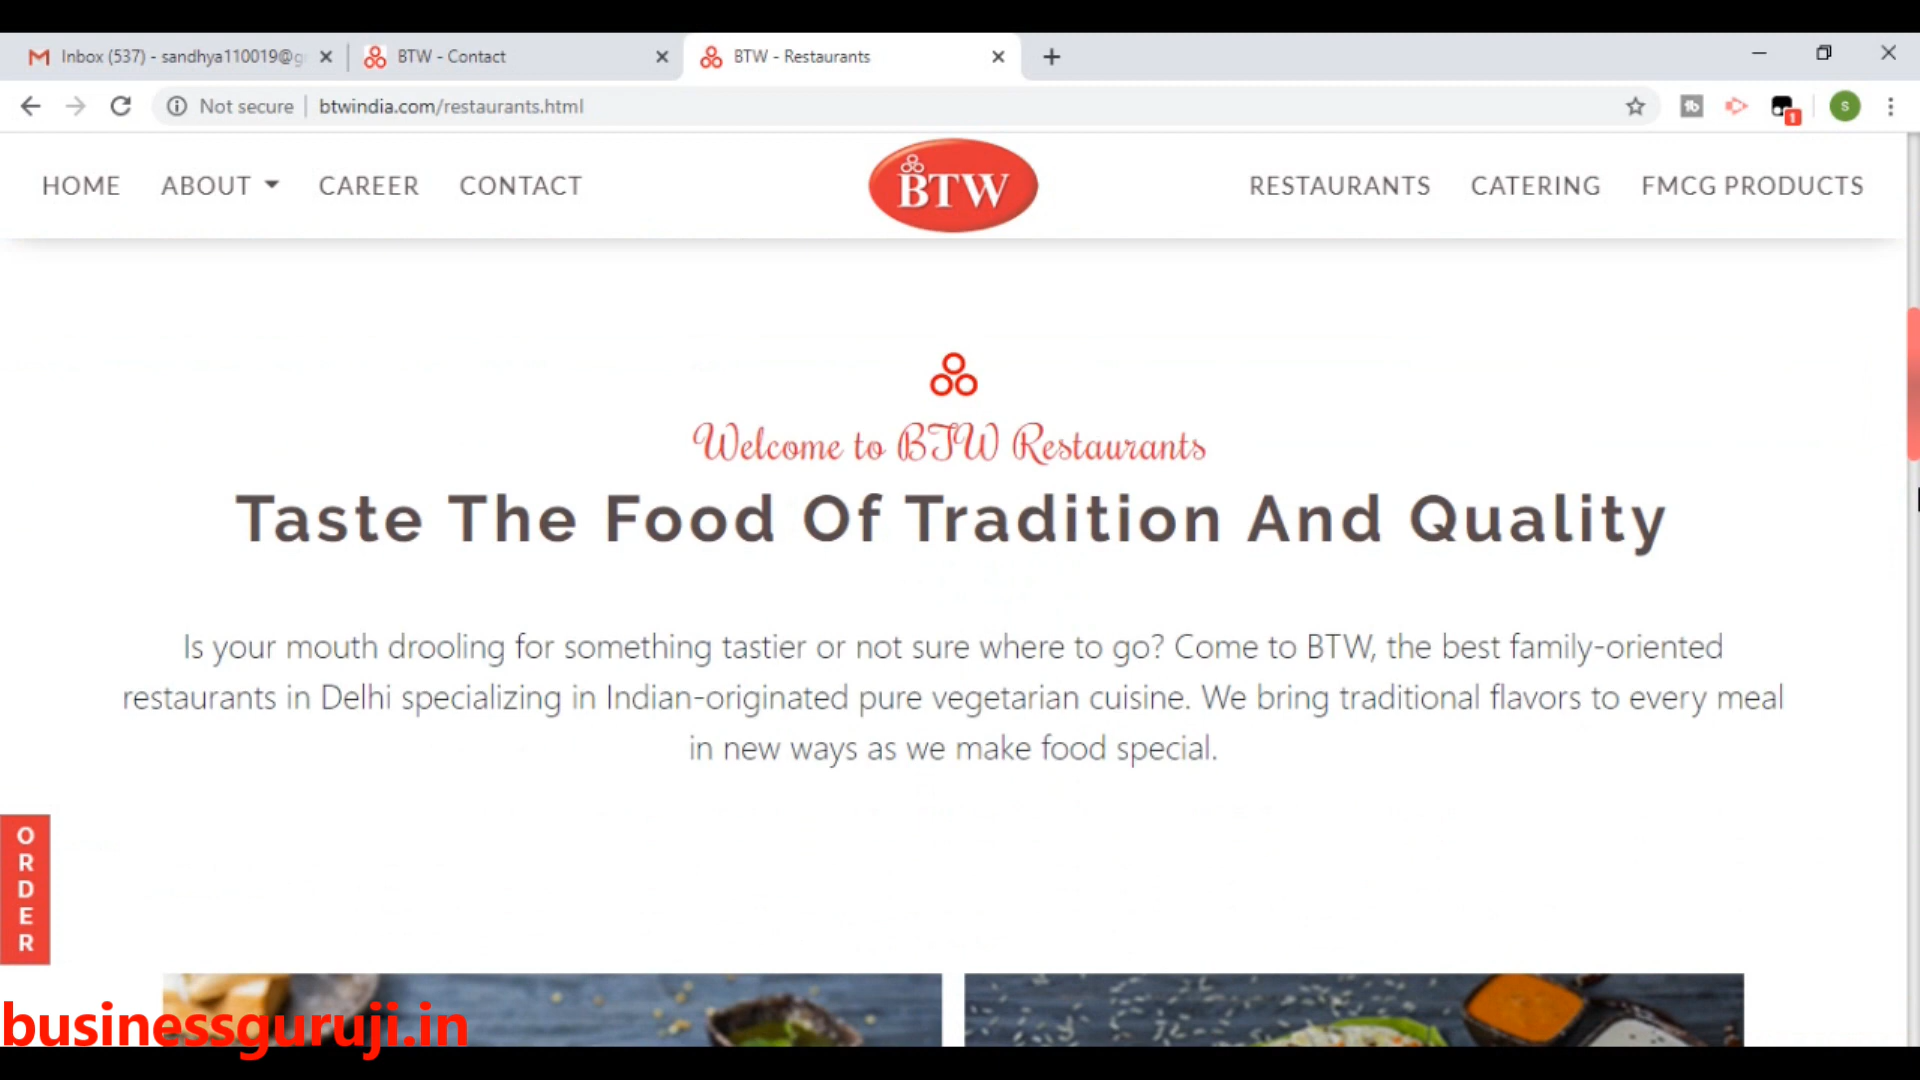 Inbox (537) - sandhya110019@g
BTW - Contact
BTW - Restaurants
Not secure
btwindia.com/restaurants.html
S
HOME
ABOUT
CAREER
CONTACT
BTW
RESTAURANTS
CATERING
FMCG PRODUCTS
Welcome to BTW Restaurants
Taste The Food Of Tradition And Quality
Is your mouth drooling for something tastier or not sure where to go? Come to BTW, the best family-oriented
restaurants in Delhi specializing in Indian-originated pure vegetarian cuisine. We bring traditional flavors to every meal
in new ways as we make food special.
ORDER
businessguruji.in